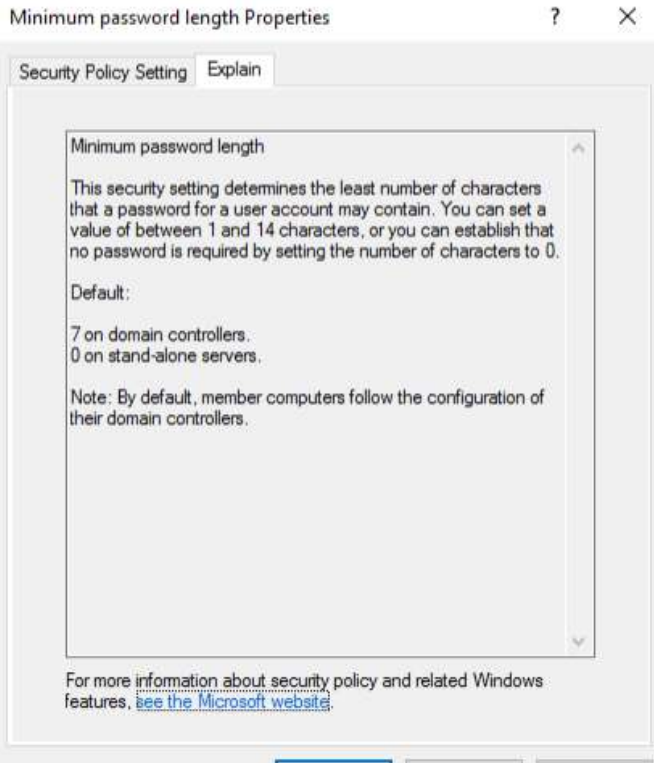 Minimum password length Properties ? ×
Security Policy Setting Explain
Minimum password length
This security setting determines the least number of characters
that a password for a user account may contain. You can set a
value of between 1 and 14 characters, or you can establish that
no password is required by setting the number of characters to 0.
Default:
7 on domain controllers.
0 on stand-alone servers.
Note: By default, member computers follow the configuration of
their domain controllers.
For more information about security policy and related Windows
features, see the Microsoft website.